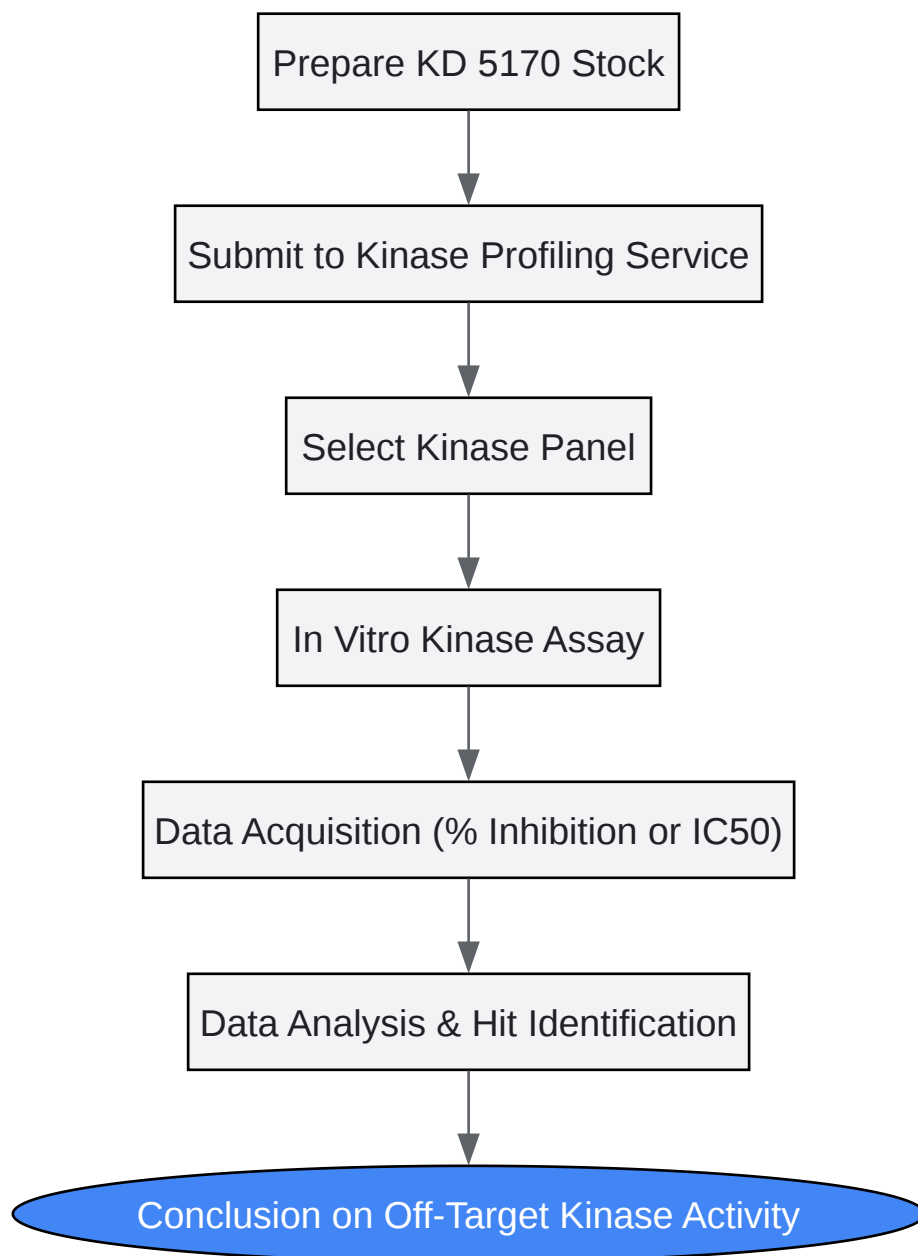 Prepare KD 5170 Stock
Submit to Kinase Profiling Service
Select Kinase Panel
In Vitro Kinase Assay
Data Acquisition (% Inhibition or IC50)
Data Analysis & Hit Identification
Conclusion on Off-Target Kinase Activity